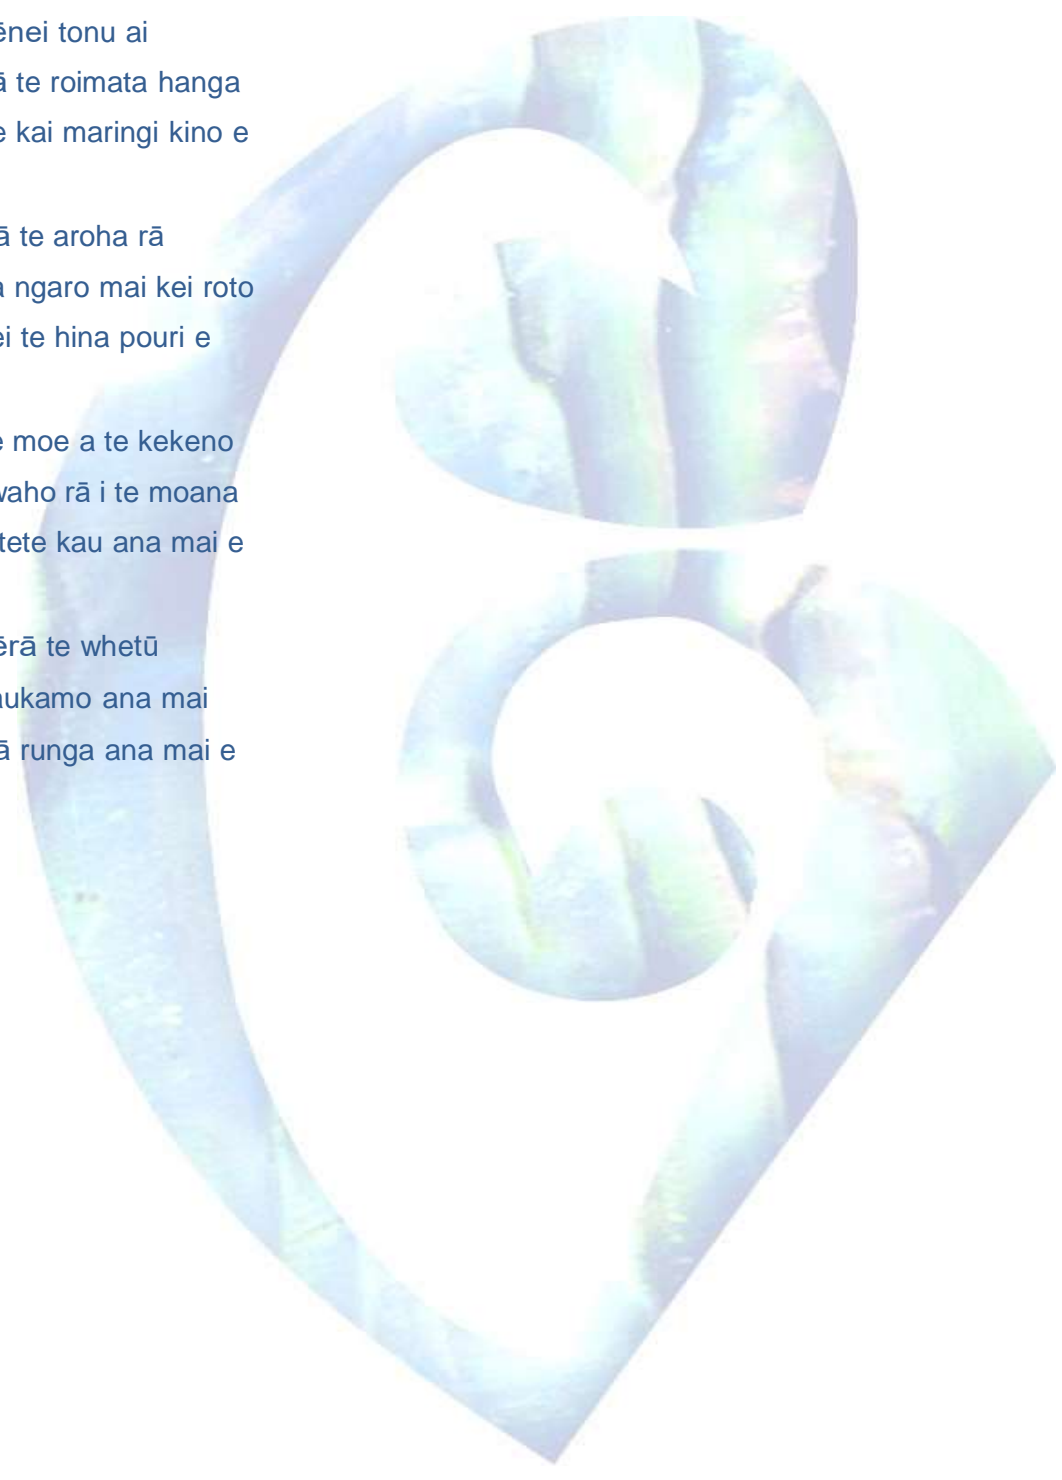 ēnei tonu ai
ā te roimata hanga
e kai maringi kino e
ā te aroha rā
a ngaro mai kei roto
ei te hina pouri e
e moe a te kekeno
waho rā i te moana
tete kau ana mai e
ērā te whetū
aukamo ana mai
ā runga ana mai e